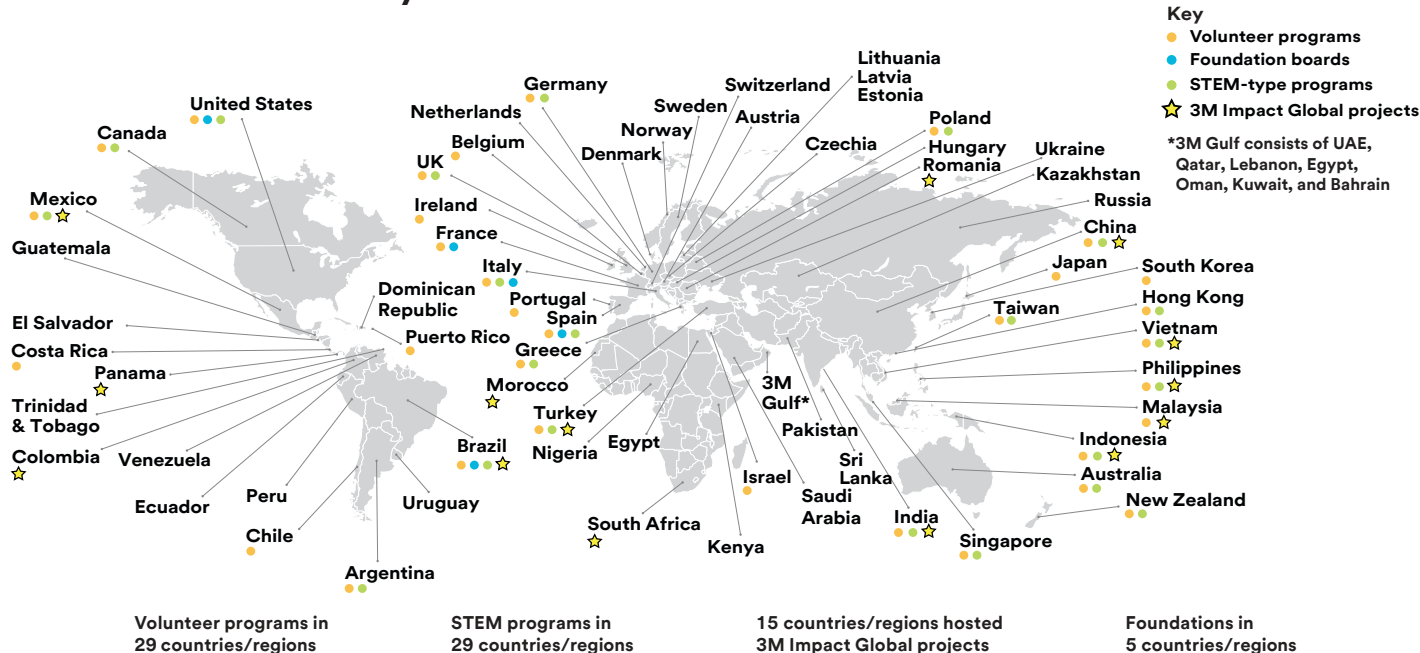 Key
Volunteer programs
Foundation boards
STEM-type programs
3M Impact Global projects
*3M Gulf consists of UAE,
Qatar, Lebanon, Egypt,
Oman, Kuwait, and Bahrain
United States
Canada
Mexico
Guatemala
El Salvador
Costa Rica
Panama
Trinidad
& Tobago
Colombia
Venezuela
Ecuador
Peru
Chile
Argentina
Uruguay
Brazil
Dominican
Republic
Puerto Rico
Germany
Netherlands
Belgium
UK
Ireland
France
Italy
Portugal
Spain
Greece
Morocco
Turkey
Nigeria
Egypt
South Africa
Kenya
Israel
Saudi
Arabia
3M
Gulf*
Pakistan
Sri
Lanka
India
Singapore
Denmark
Norway
Sweden
Switzerland
Austria
Lithuania
Latvia
Estonia
Czechia
Poland
Hungary
Romania
Ukraine
Kazakhstan
Russia
China
Japan
South Korea
Taiwan
Hong Kong
Vietnam
Philippines
Malaysia
Indonesia
Australia
New Zealand
Volunteer programs in
29 countries/regions
STEM programs in
29 countries/regions
15 countries/regions hosted
3M Impact Global projects
Foundations in
5 countries/regions